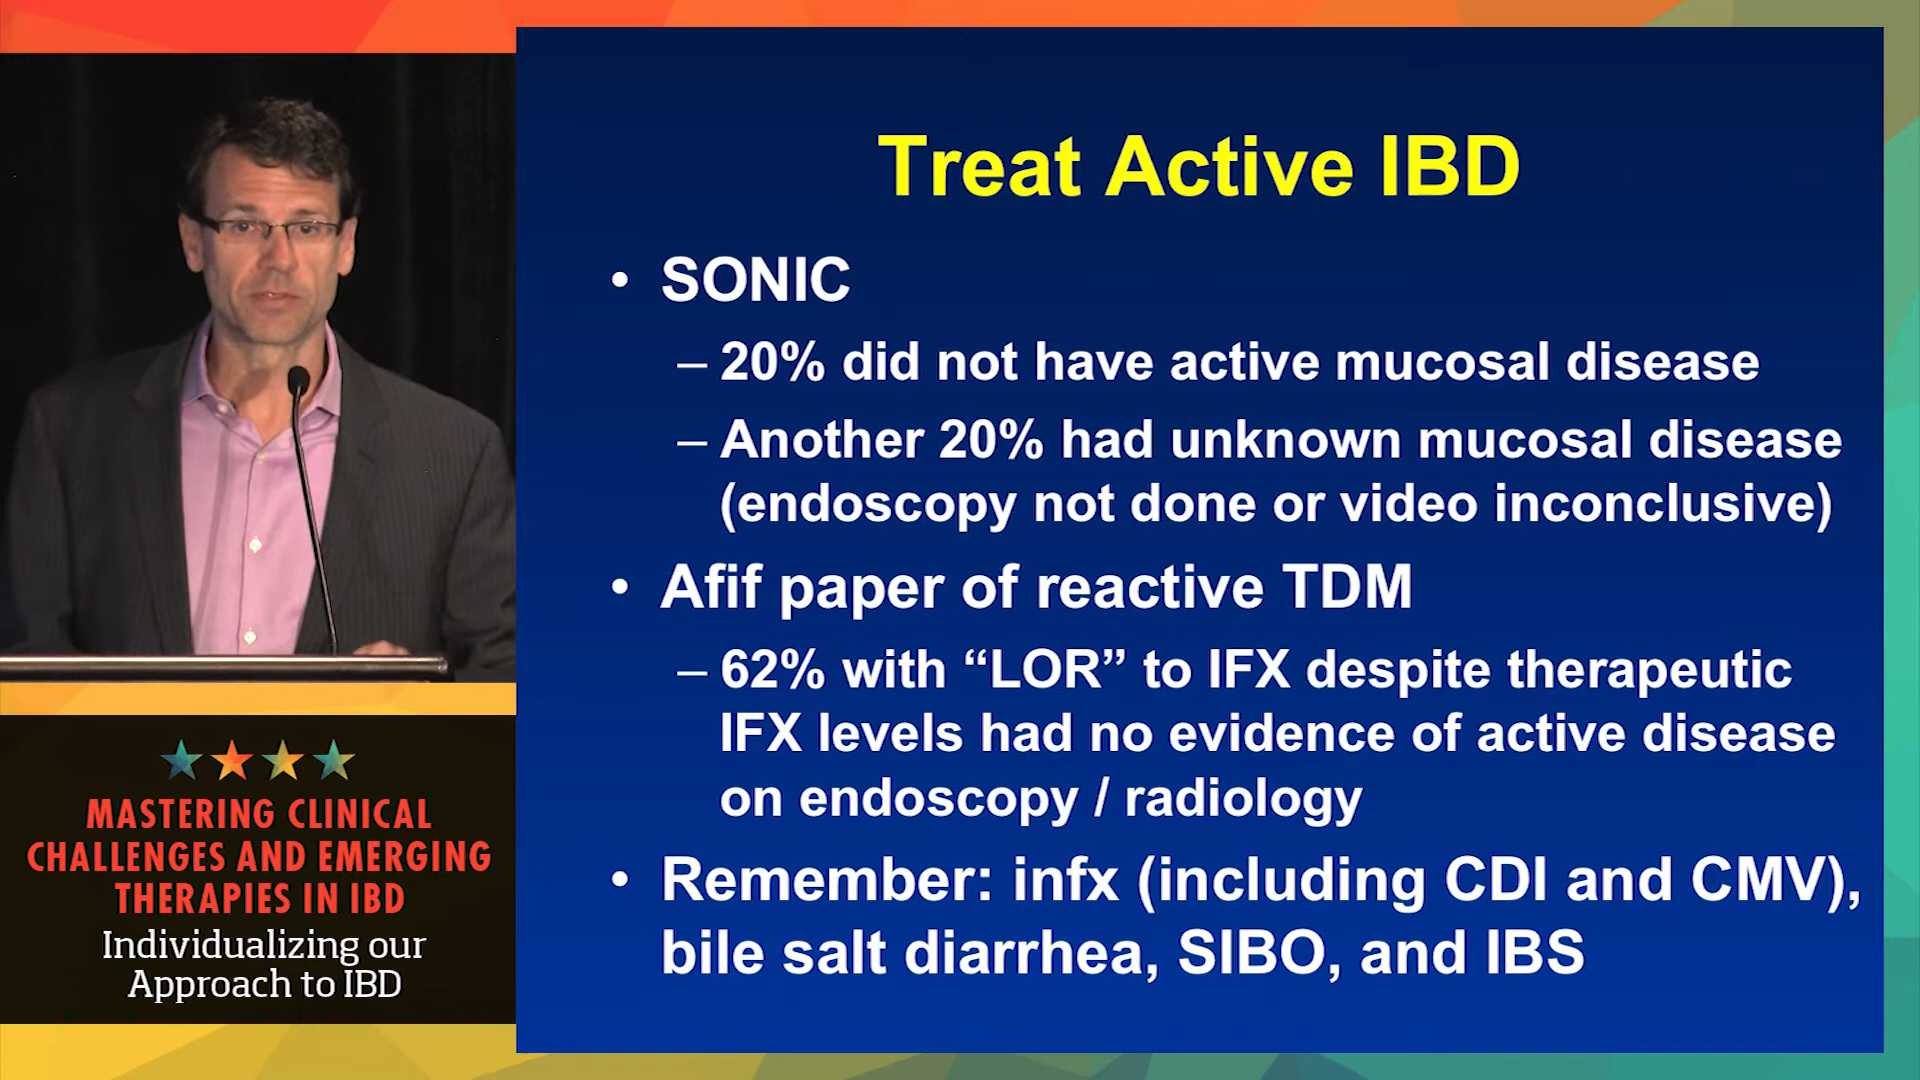 Treat Active IBD
• SONIC
– 20% did not have active mucosal disease
– Another 20% had unknown mucosal disease
(endoscopy not done or video inconclusive)
• Afif paper of reactive TDM
– 62% with “LOR” to IFX despite therapeutic
IFX levels had no evidence of active disease
on endoscopy / radiology
• Remember: infx (including CDI and CMV),
bile salt diarrhea, SIBO, and IBS
MASTERING CLINICAL
CHALLENGES AND EMERGING
THERAPIES IN IBD
Individualizing our
Approach to IBD